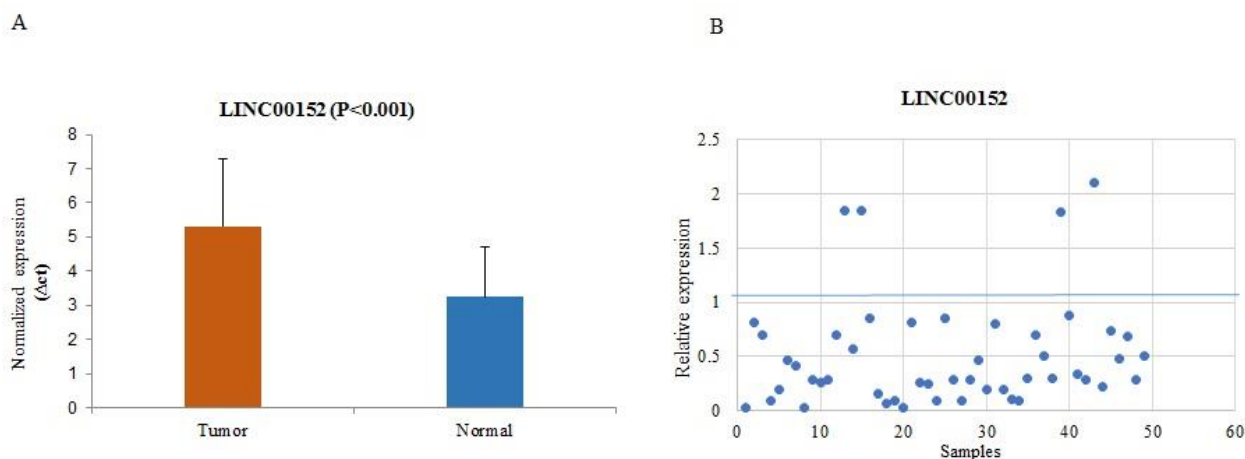 A
B
LINC00152 (P<0.001)
Normalized expression
(Δct)
8
7
6
5
4
3
2
1
0
Tumor
Normal
LINC00152
Relative expression
2.5
2
1.5
1
0.5
0
0
10
20
30
40
50
60
Samples